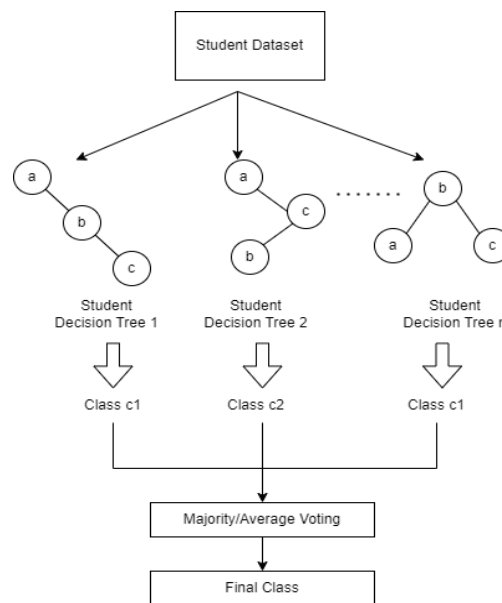 Student Dataset
a
b
c
a
c
b
.......
b
a
c
Student
Decision Tree 1
Student
Decision Tree 2
Student
Decision Tree n
Class c1
Class c2
Class c1
Majority/Average Voting
Final Class